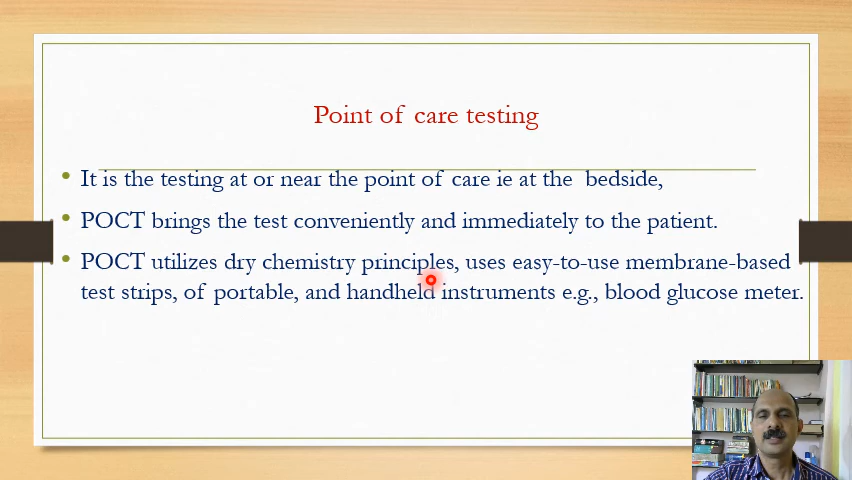 Point of care testing
It is the testing at or near the point of care ie at the bedside,
POCT brings the test conveniently and immediately to the patient.
POCT utilizes dry chemistry principles, uses easy-to-use membrane-based
test strips, of portable, and handheld instruments e.g., blood glucose meter.